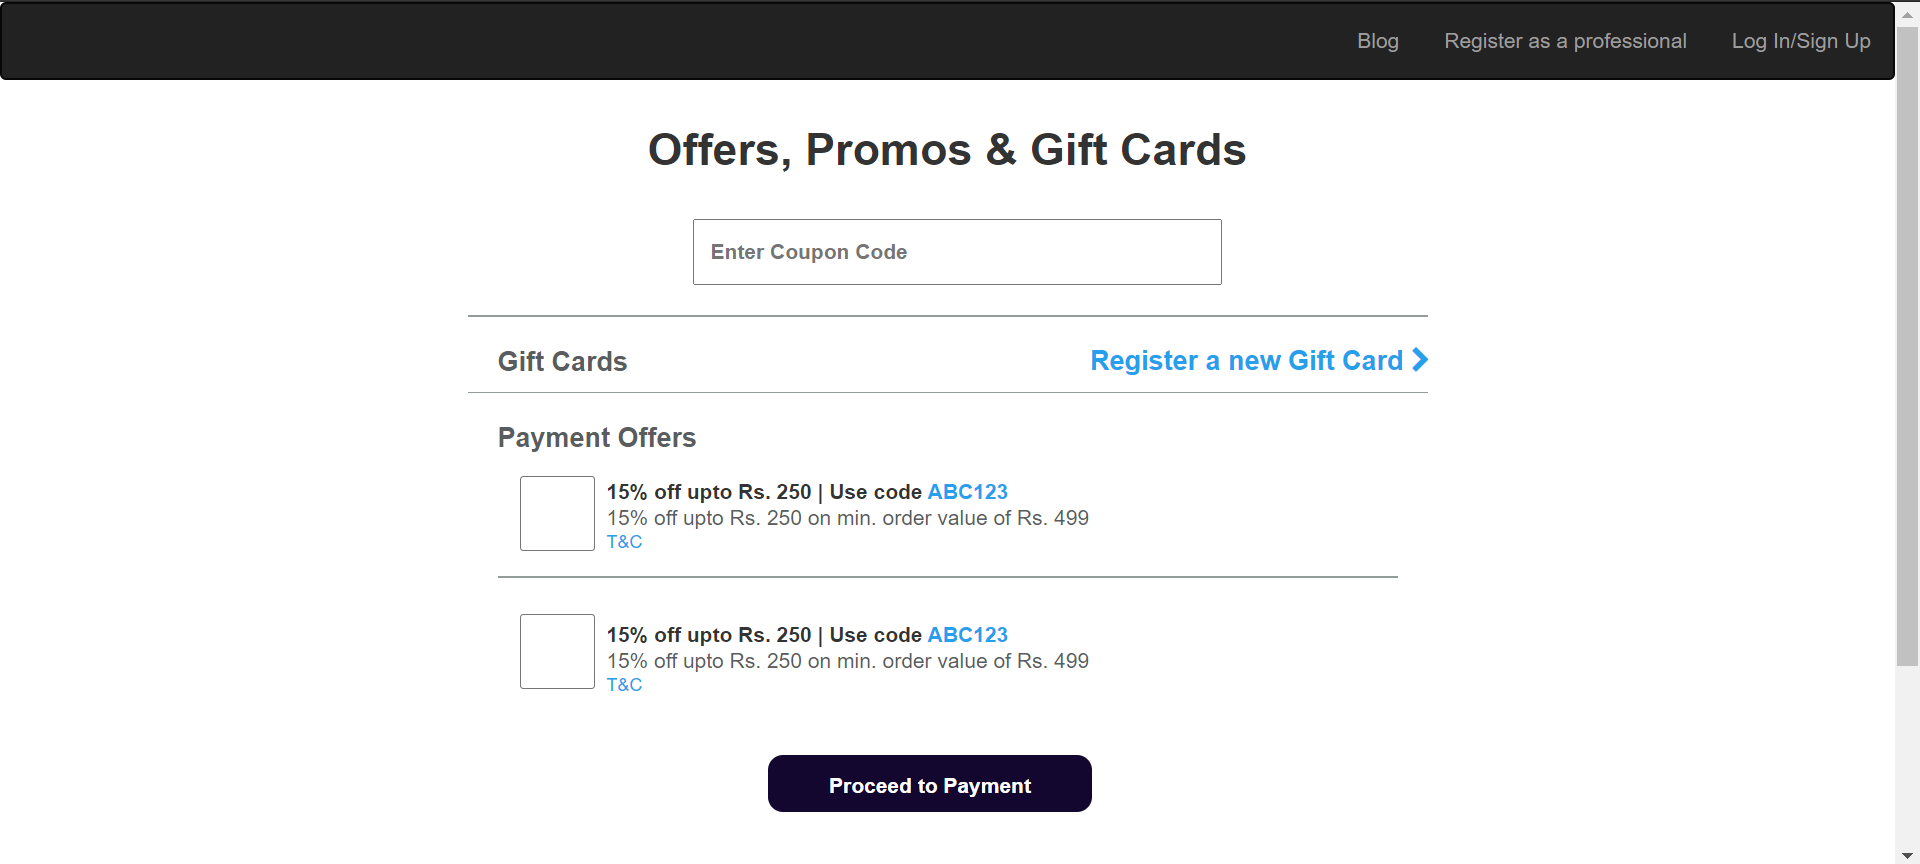 Blog Register as a professional Log In/Sign Up
Offers, Promos & Gift Cards
Enter Coupon Code
Gift Cards Register a new Gift Card
Payment Offers
15% off upto Rs. 250 | Use code ABC123
15% off upto Rs. 250 on min. order value of Rs. 499
T&C
15% off upto Rs. 250 | Use code ABC123
15% off upto Rs. 250 on min. order value of Rs. 499
T&C
Proceed to Payment